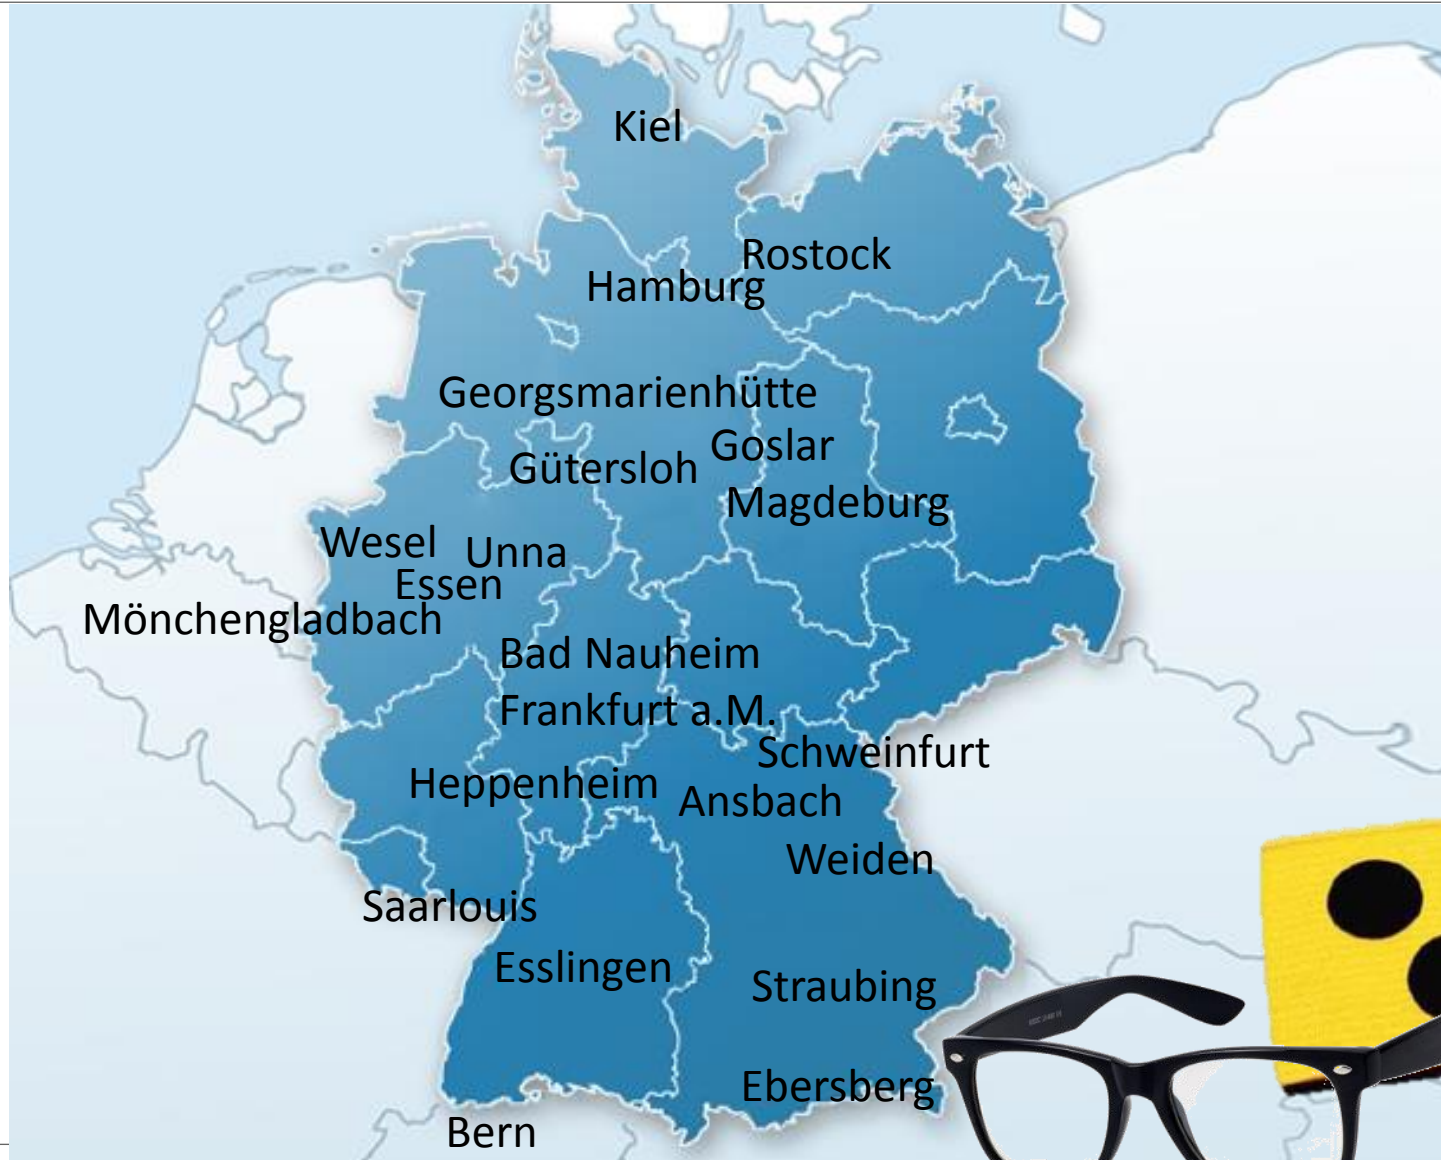 Kiel
Rostock
Hamburg
Georgsmarienhütte
Goslar
Gütersloh
Magdeburg
Wesel
Unna
Essen
Mönchengladbach
Bad Nauheim
Frankfurt a.M.
Schweinfurt
Heppenheim
Ansbach
Weiden
Saarlouis
Esslingen
Straubing
Ebersberg
Bern